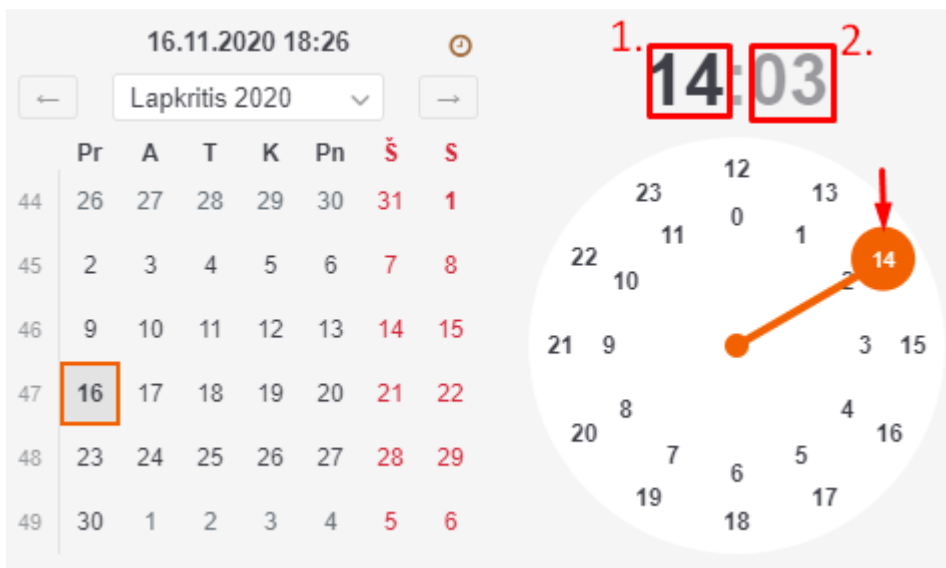 16.11.2020 18:26
←
Lapkritis 2020
→
Pr A T K Pn Š S
44 26 27 28 29 30 31 1
45 2 3 4 5 6 7 8
46 9 10 11 12 13 14 15
47 16 17 18 19 20 21 22
48 23 24 25 26 27 28 29
49 30 1 2 3 4 5 6
1. 2.
14:03
12
23 13
0
11 1
22 14
10 2
21 9 3 15
8 4
20 16
7 5
6
19 17
18